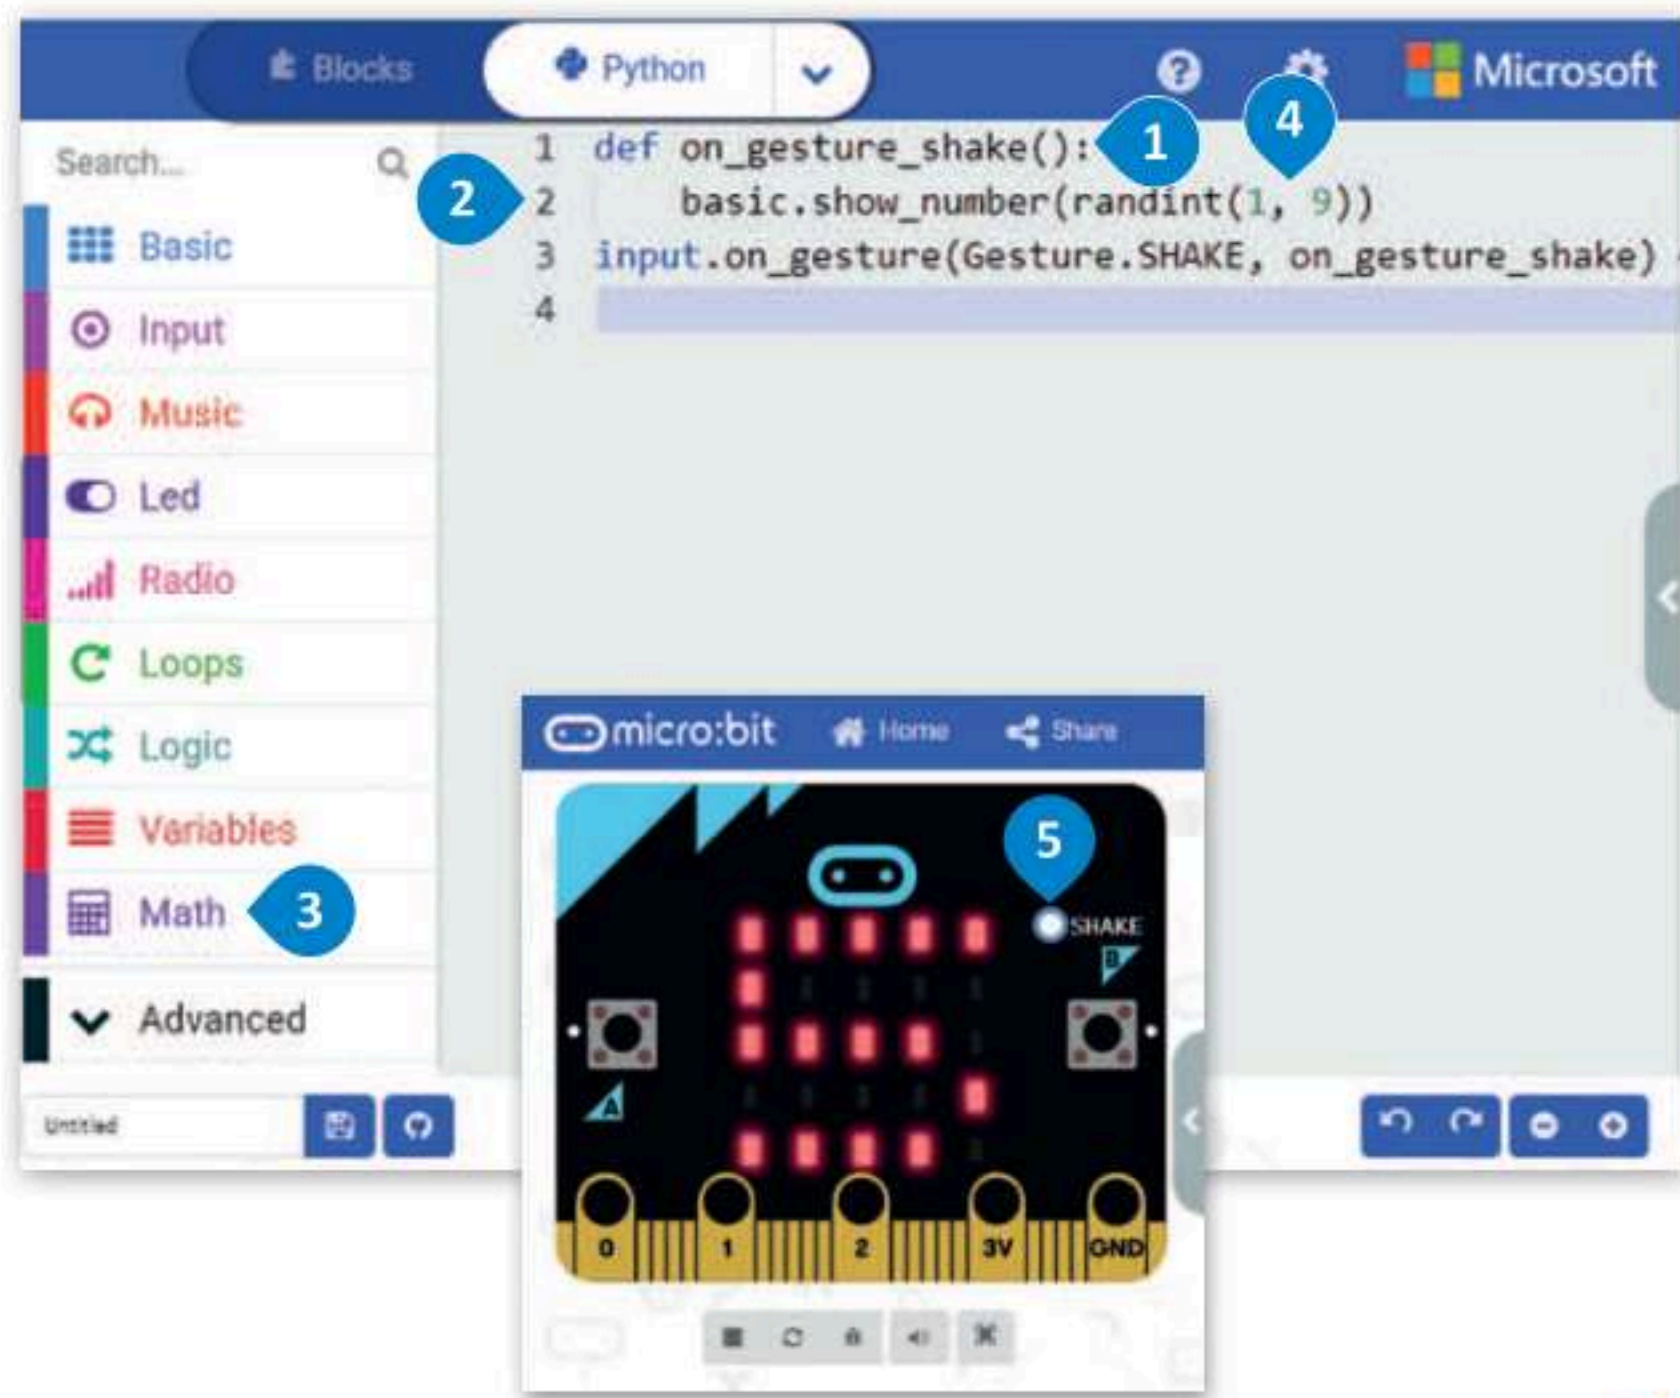 Blocks
Python
Microsoft
Search...
Basic
Input
Music
Led
Radio
Loops
Logic
Variables
Math
Advanced
Untitled
1 def on_gesture_shake():
2 basic.show_number(randint(1, 9))
3 input.on_gesture(Gesture.SHAKE, on_gesture_shake)
4
1
4
2
3
micro:bit
Home
Share
5
SHAKE
B
A
0 1 2 3V GND